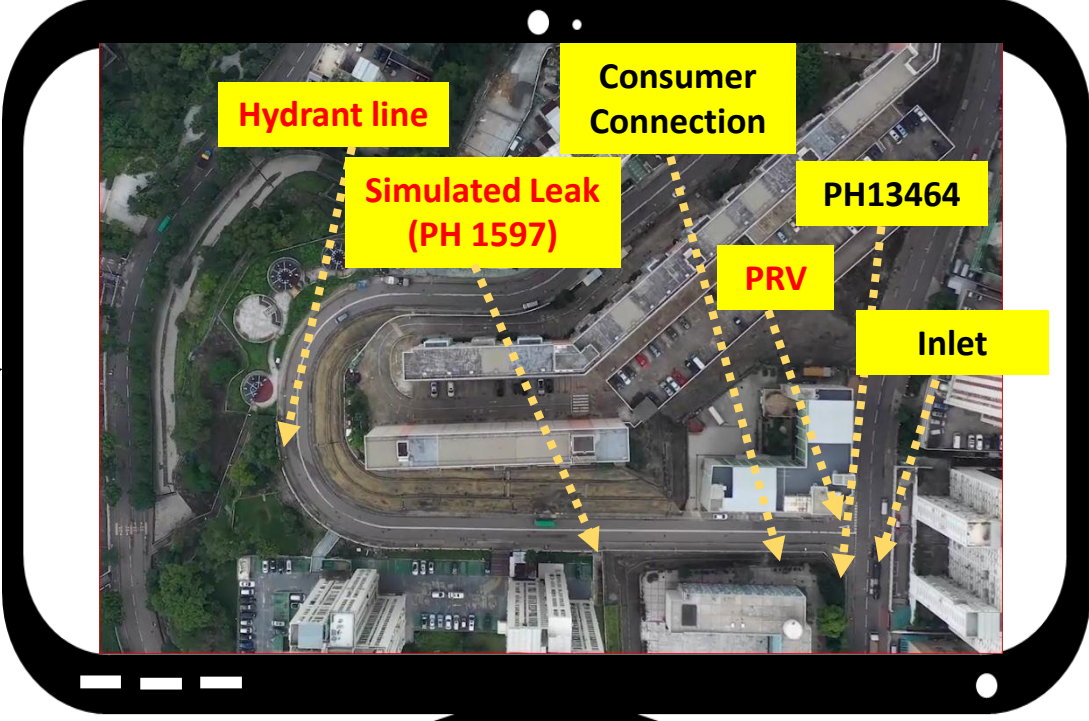 Hydrant line
Consumer
Connection
Simulated Leak
(PH 1597)
PH13464
PRV
Inlet